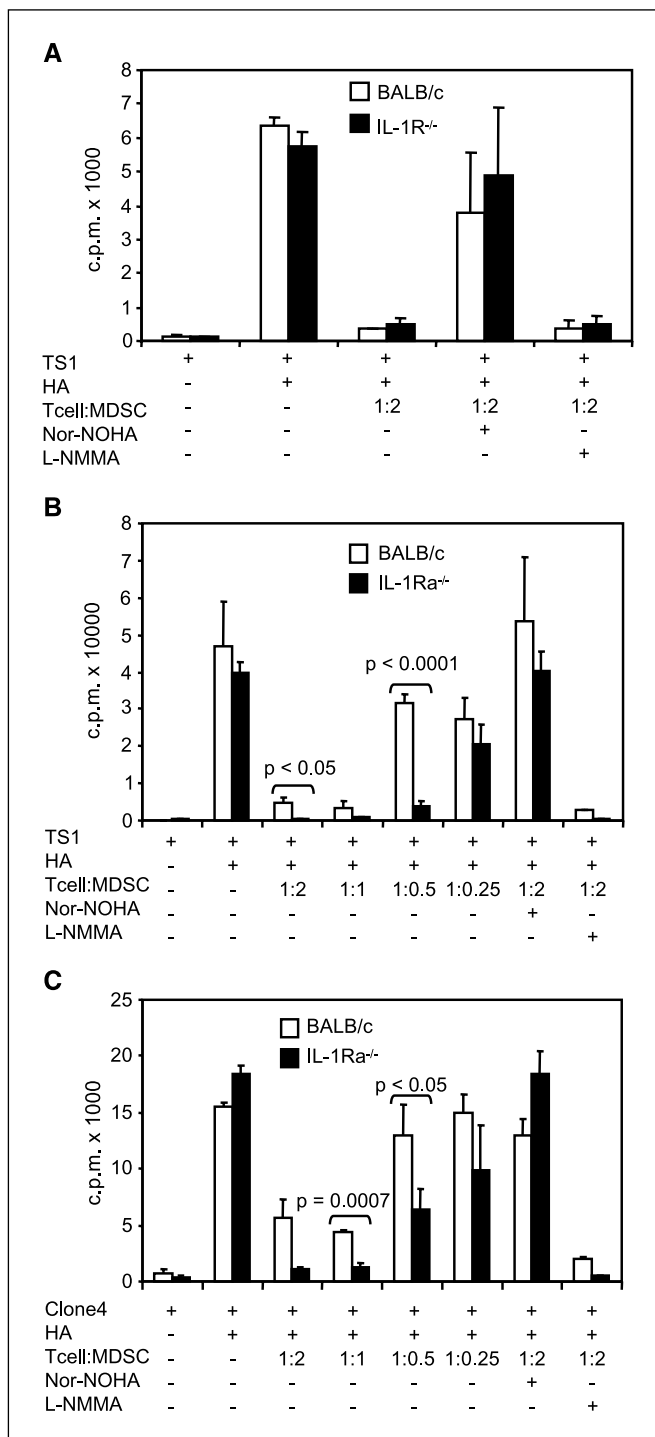 A
8
7
6
5
4
3
2
1
0
c.p.m. x 1000
BALB/c
IL-1R-/-
TS1 + + + + +
HA - + + + +
Tcell:MDSC - - 1:2 1:2 1:2
Nor-NOHA - - - + -
L-NMMA - - - - +
B
8
7
6
5
4
3
2
1
0
c.p.m. x 10000
BALB/c
IL-1Ra-/-
p < 0.0001
p < 0.05
TS1 + + + + + + + +
HA - + + + + + + +
Tcell:MDSC - - 1:2 1:1 1:0.5 1:0.25 1:2 1:2
Nor-NOHA - - - - - - + -
L-NMMA - - - - - - - +
C
25
20
15
10
5
0
c.p.m. x 1000
BALB/c
IL-1Ra-/-
p < 0.05
p = 0.0007
Clone4 + + + + + + + +
HA - + + + + + + +
Tcell:MDSC - - 1:2 1:1 1:0.5 1:0.25 1:2 1:2
Nor-NOHA - - - - - - + -
L-NMMA - - - - - - - +